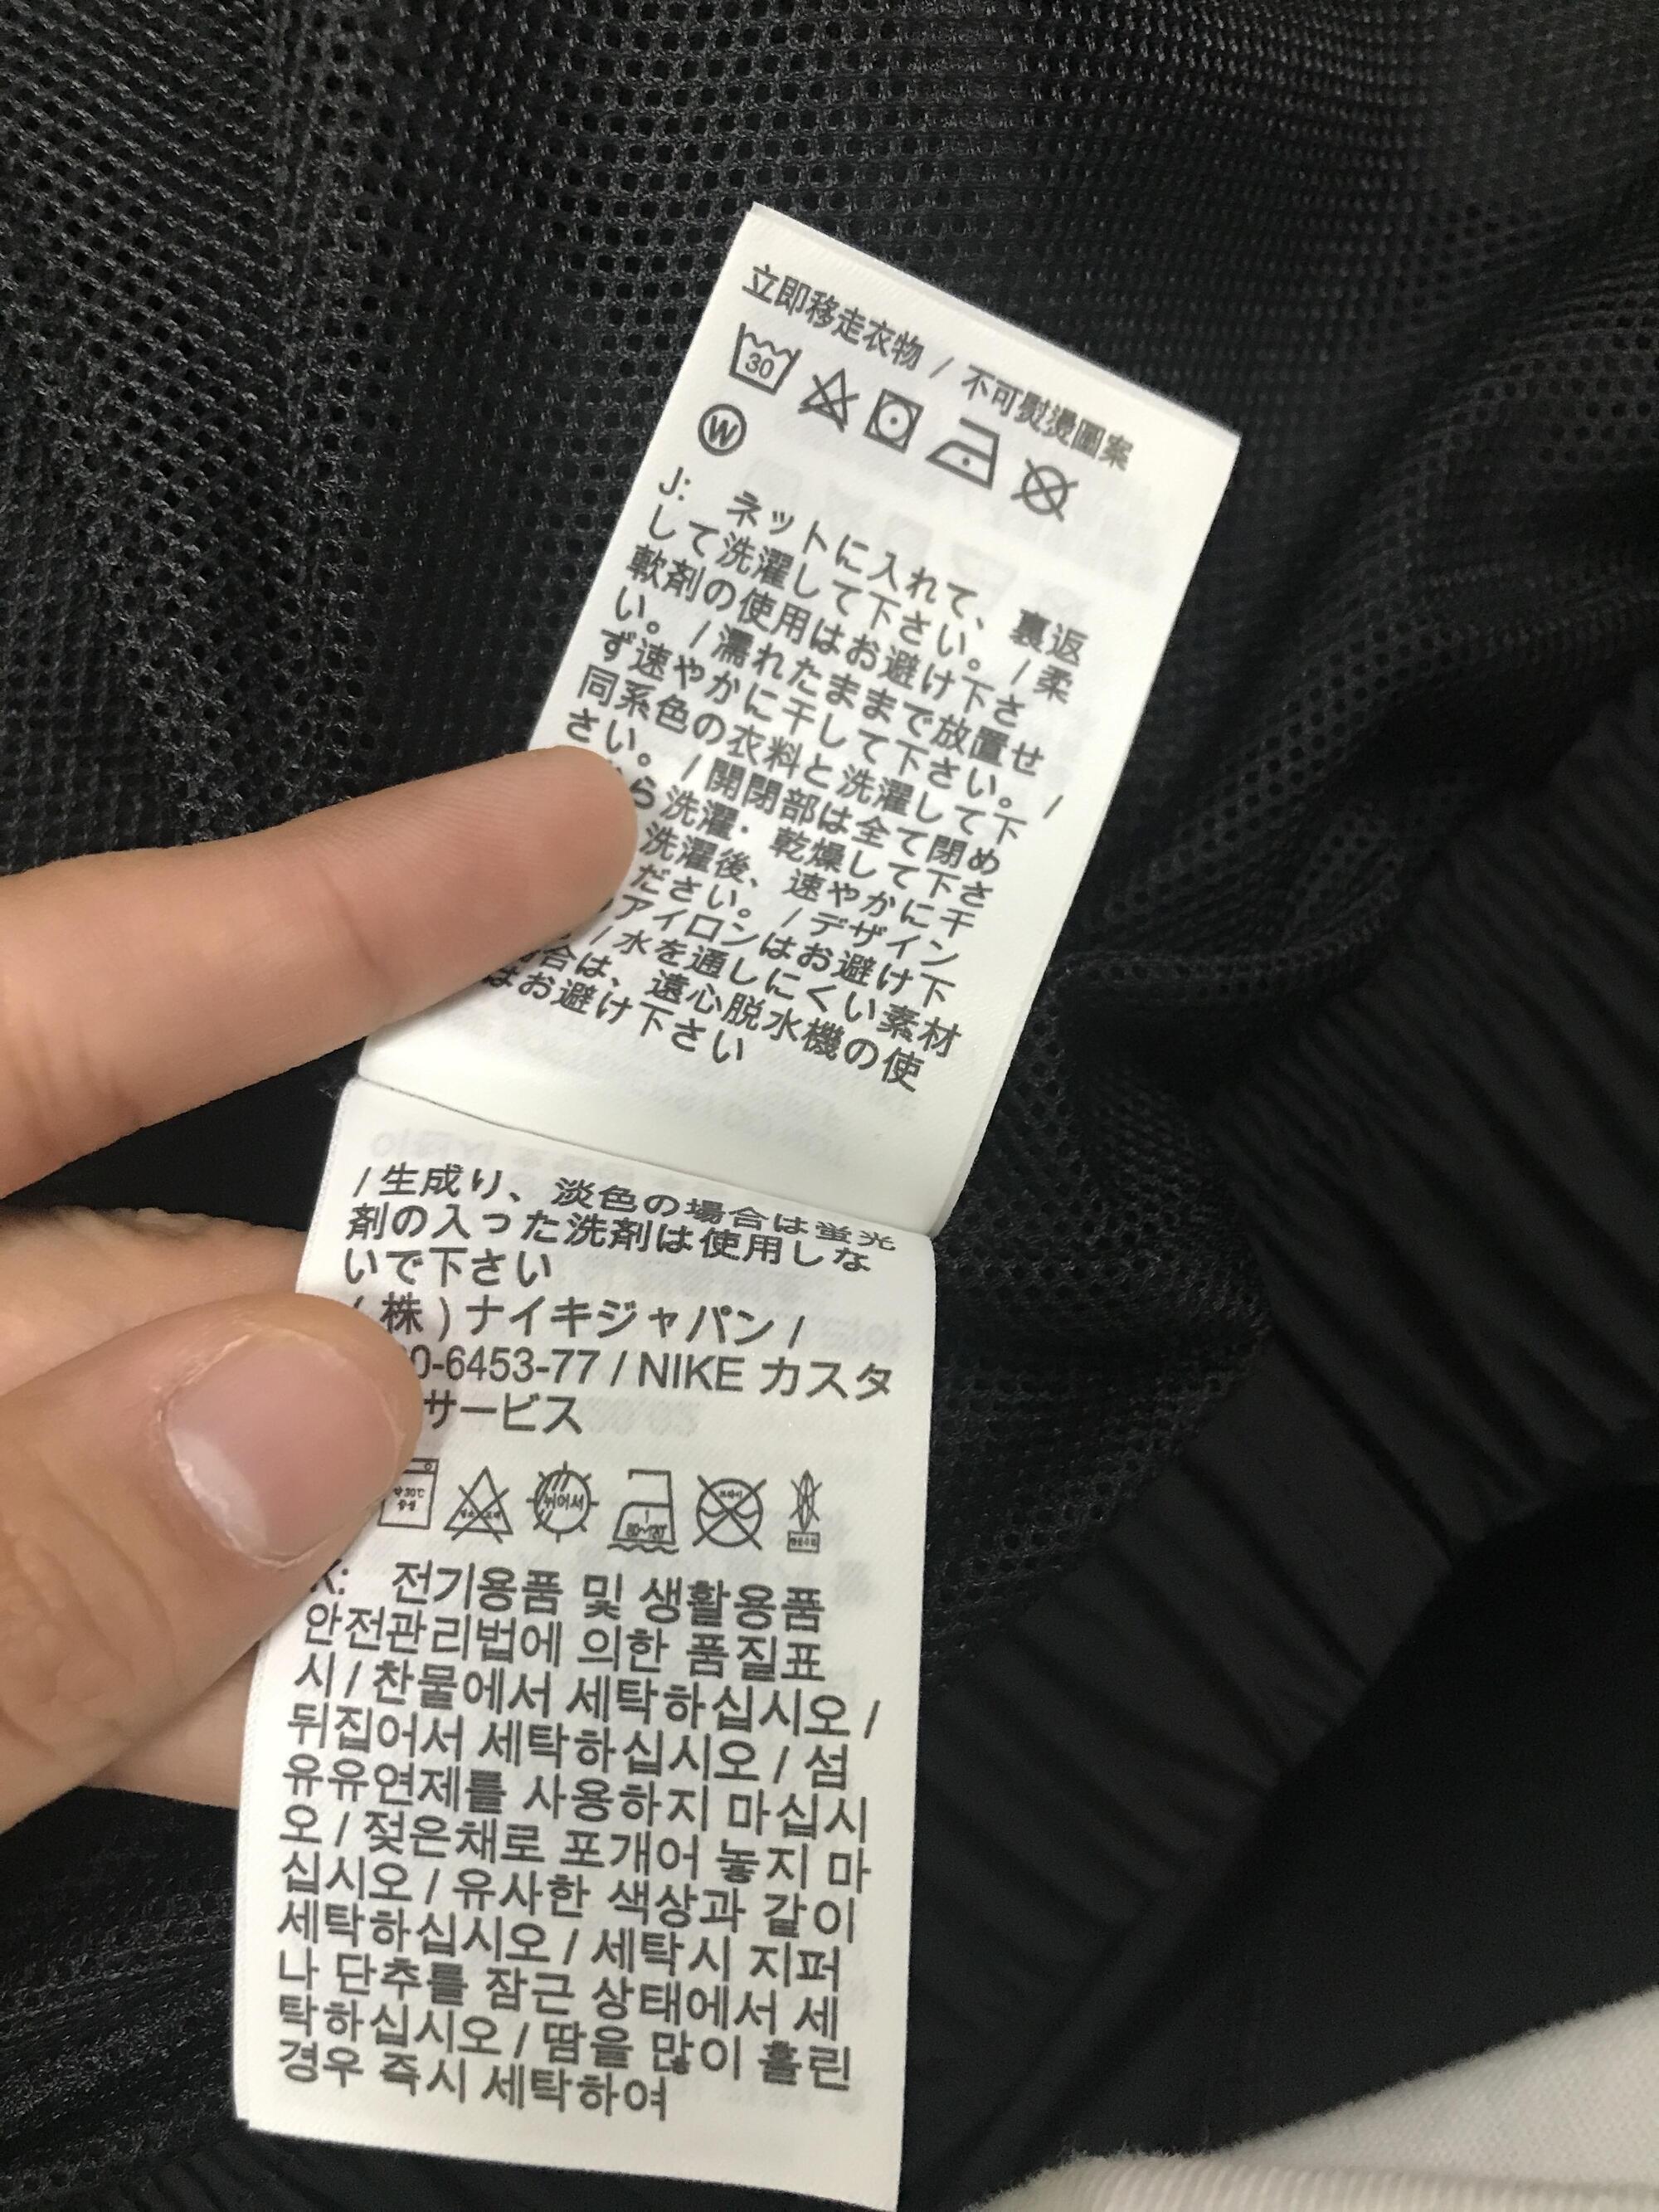 立即移走衣物 / 不可熨燙圖案
30
W
J: ネットに入れて、裏返
して洗濯して下さい。 / 柔
軟剤の使用はお避け下さ
い。 / 濡れたままで放置せ
ず速やかに干して下さい。 /
同系色の衣料と洗濯して下
さい。 / 開閉部は全て閉め
ら洗濯・乾燥して下さ
洗濯後、速やかに干
ださい。 / デザイン
アイロンはお避け下
/ 水を通しにくい素材
合は、遠心脱水機の使
はお避け下さい
/ 生成り、淡色の場合は蛍光
剤の入った洗剤は使用しな
いで下さい
( 株 ) ナイキジャパン /
0-6453-77 / NIKE カスタ
サービス
80~120
K: 전기용품 및 생활용품
안전관리법에 의한 품질표
시 / 찬물에서 세탁하십시오 /
뒤집어서 세탁하십시오 / 섬
유유연제를 사용하지 마십시
오 / 젖은채로 포개어 놓지 마
십시오 / 유사한 색상과 같이
세탁하십시오 / 세탁시 지퍼
나 단추를 잠근 상태에서 세
탁하십시오 / 땀을 많이 흘린
경우 즉시 세탁하여